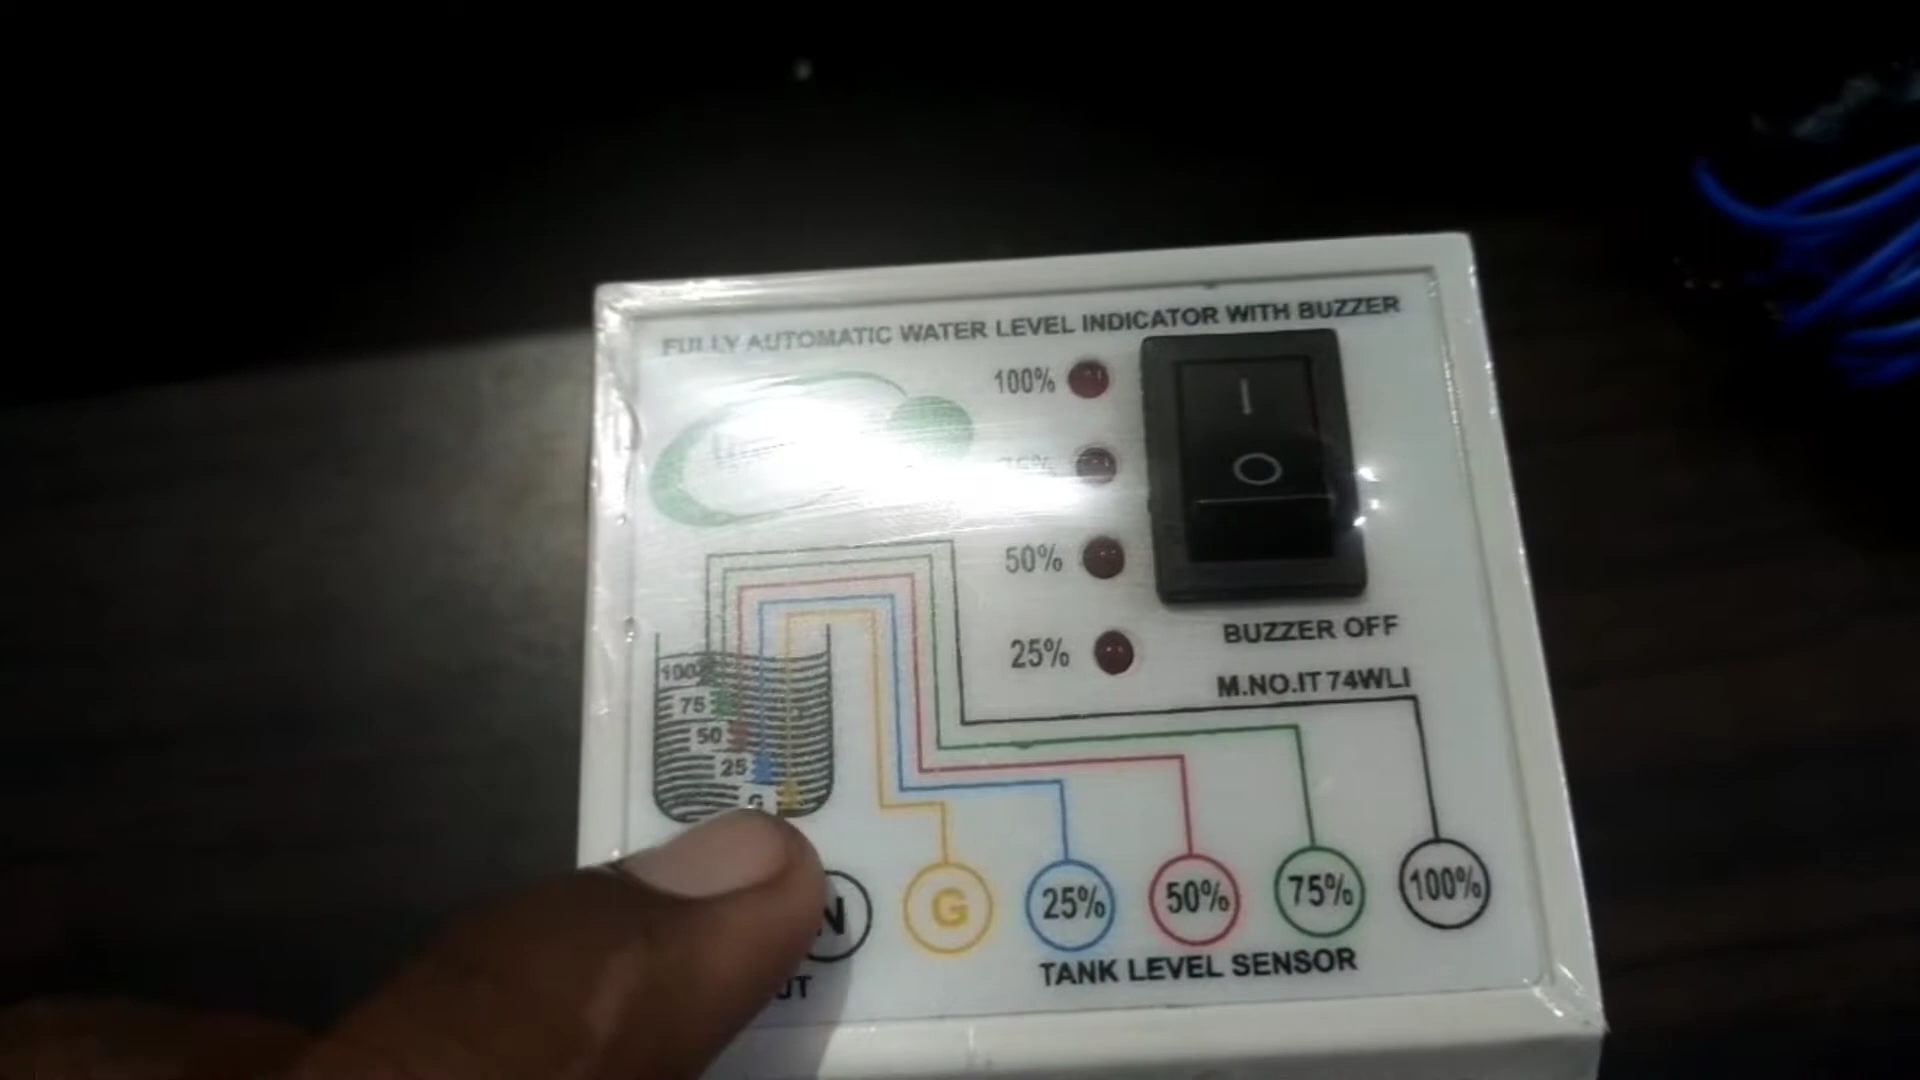 FULLY AUTOMATIC WATER LEVEL INDICATOR WITH BUZZER
100%
75%
50%
25%
BUZZER OFF
M.NO.IT 74WLI
100
75
50
25
G
N
G
25%
50%
75%
100%
TANK LEVEL SENSOR